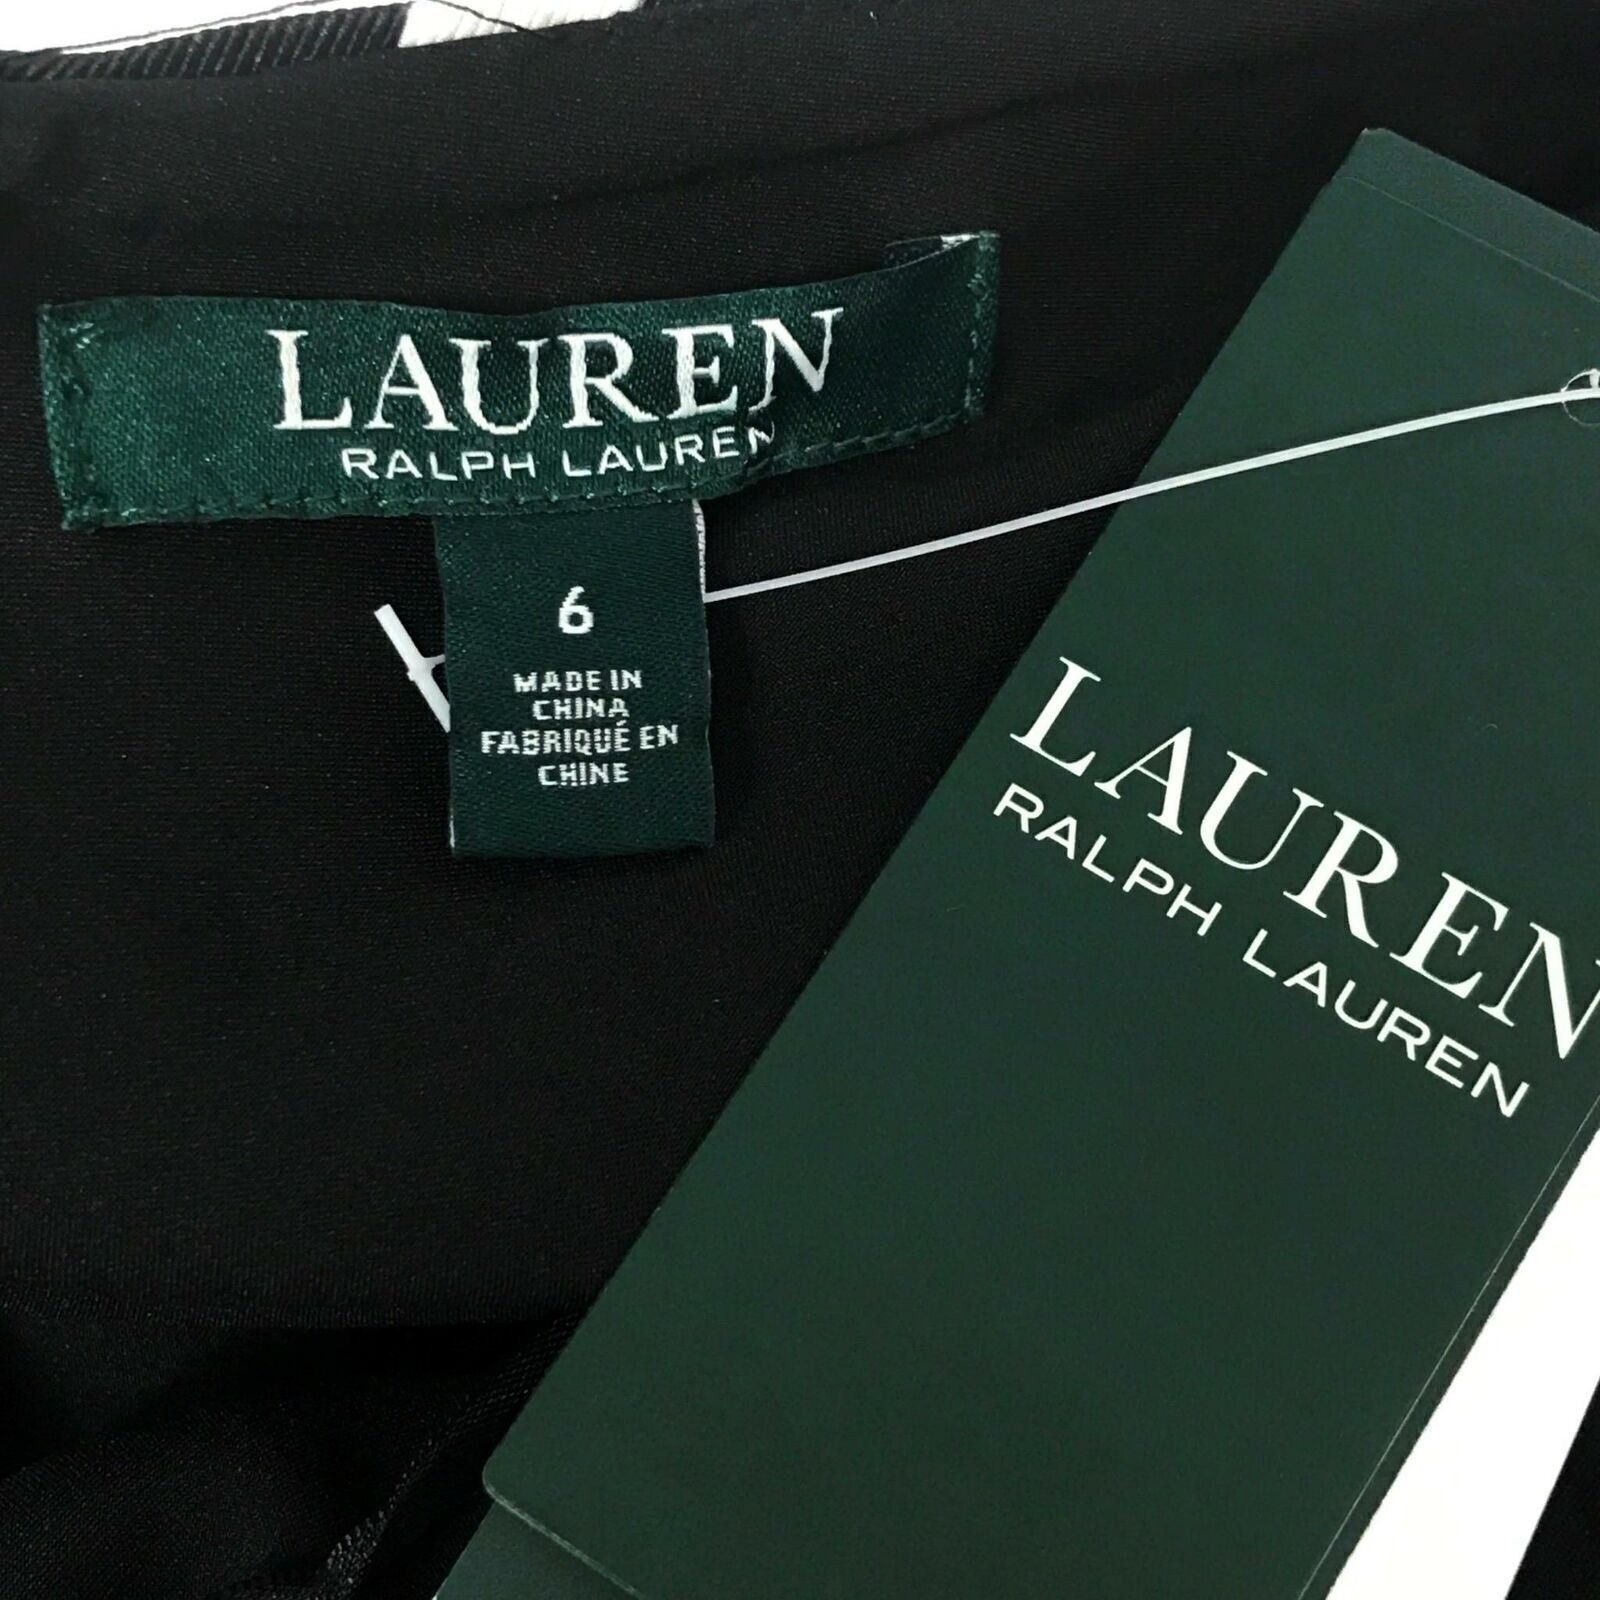 LAUREN
RALPH LAUREN
6
MADE IN
CHINA
FABRIQUÉ EN
CHINE
LAUREN
RALPH LAUREN